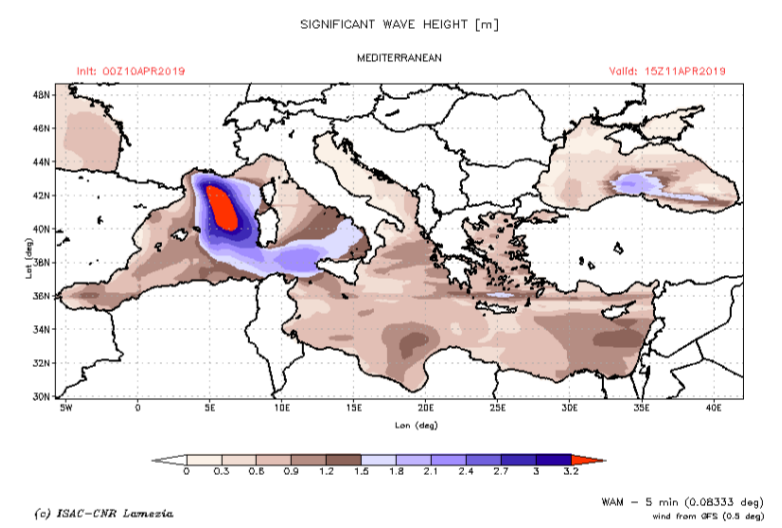 SIGNIFICANT WAVE HEIGHT [m]
MEDITERRANEAN
Init: 00Z10APR2019
Valid: 15Z11APR2019
48N
46N
44N
42N
40N
38N
36N
34N
32N
30N
Lat (deg)
5W 0 5E 10E 15E 20E 25E 30E 35E 40E
Lon (deg)
0 0.3 0.6 0.9 1.2 1.5 1.8 2.1 2.4 2.7 3 3.2
WAM - 5 min (0.08333 deg)
(c) ISAC-CNR Lamezia
wind from GFS (0.5 deg)